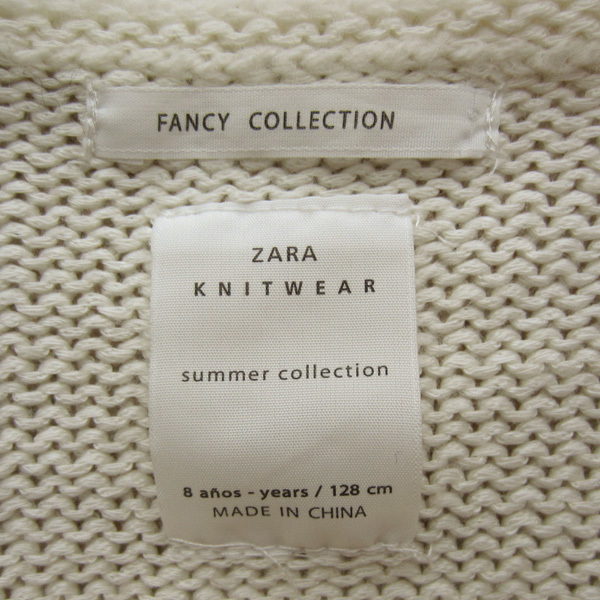 FANCY COLLECTION
ZARA
KNITWEAR
summer collection
8 años - years / 128 cm
MADE IN CHINA